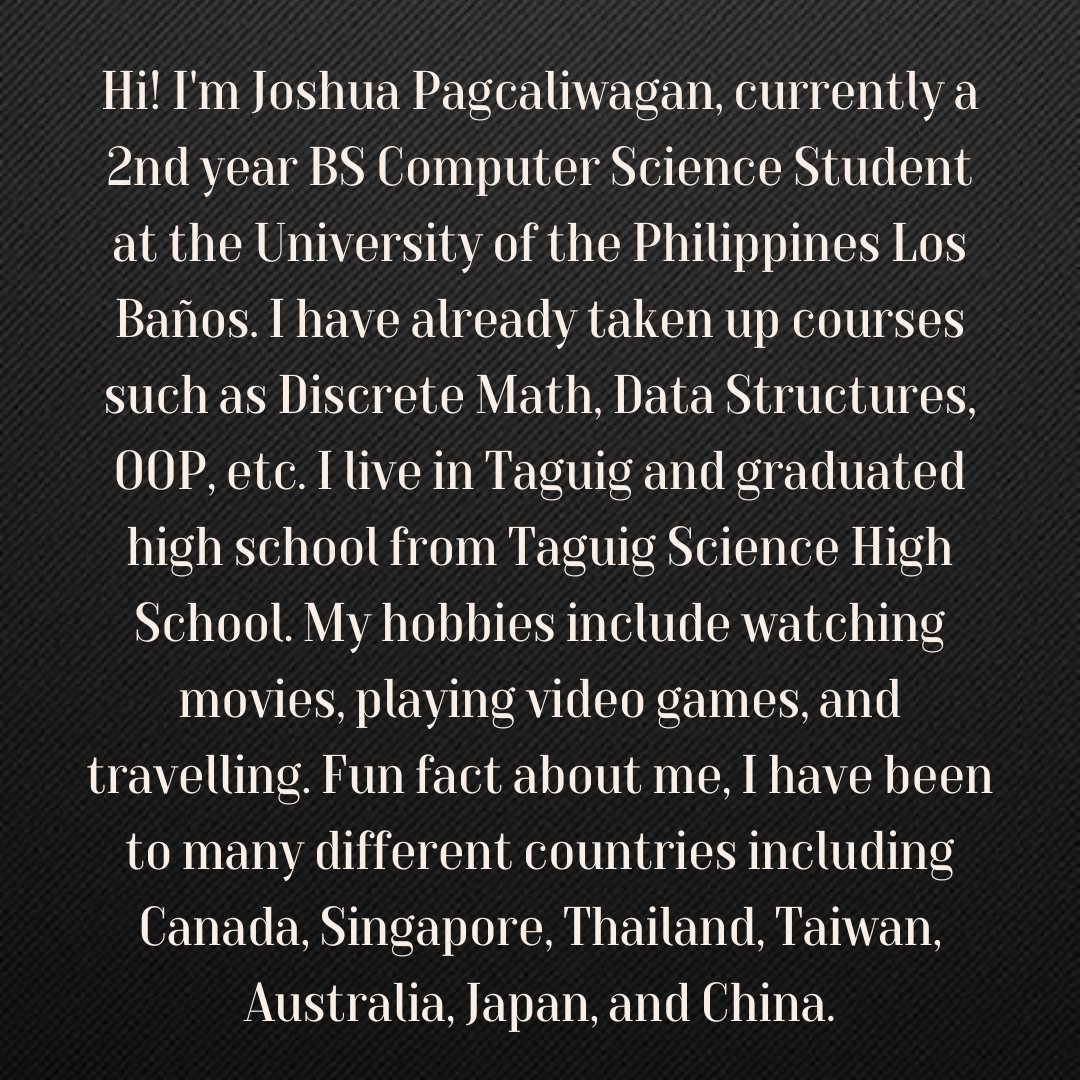 Hi! I'm Joshua Pagcaliwagan, currently a
2nd year BS Computer Science Student
at the University of the Philippines Los
Baños. I have already taken up courses
such as Discrete Math, Data Structures,
OOP, etc. I live in Taguig and graduated
high school from Taguig Science High
School. My hobbies include watching
movies, playing video games, and
travelling. Fun fact about me, I have been
to many different countries including
Canada, Singapore, Thailand, Taiwan,
Australia, Japan, and China.